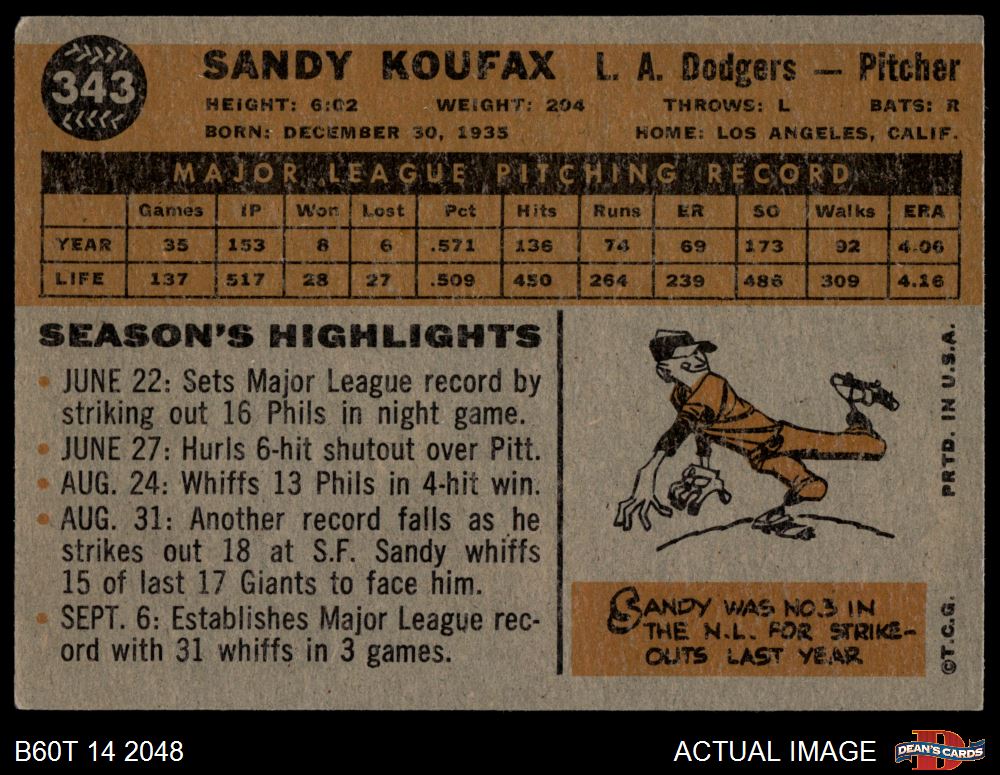 343
SANDY KOUFAX L. A. Dodgers — Pitcher
HEIGHT: 6:02 WEIGHT: 204 THROWS: L BATS: R
BORN: DECEMBER 30, 1935 HOME: LOS ANGELES, CALIF.
MAJOR LEAGUE PITCHING RECORD
Games IP Won Lost Pct Hits Runs ER SO Walks ERA
YEAR 35 153 8 6 .571 136 74 69 173 92 4.06
LIFE 137 517 28 27 .509 450 264 239 486 309 4.16
SEASON'S HIGHLIGHTS
• JUNE 22: Sets Major League record by
striking out 16 Phils in night game.
• JUNE 27: Hurls 6-hit shutout over Pitt.
• AUG. 24: Whiffs 13 Phils in 4-hit win.
• AUG. 31: Another record falls as he
strikes out 18 at S.F. Sandy whiffs
15 of last 17 Giants to face him.
• SEPT. 6: Establishes Major League rec-
ord with 31 whiffs in 3 games.
SANDY WAS NO.3 IN
THE N.L. FOR STRIKE-
OUTS LAST YEAR
©T.C.G. PRTD. IN U.S.A.
B60T 14 2048
ACTUAL IMAGE
D
DEAN'S CARDS